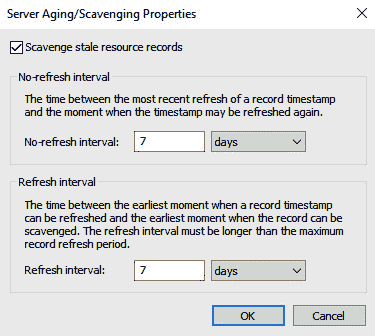 Server Aging/Scavenging Properties
Scavenge stale resource records
No-refresh interval
The time between the most recent refresh of a record timestamp
and the moment when the timestamp may be refreshed again.
No-refresh interval: 7 days
Refresh interval
The time between the earliest moment when a record timestamp
can be refreshed and the earliest moment when the record can be
scavenged. The refresh interval must be longer than the maximum
record refresh period.
Refresh interval: 7 days
OK Cancel